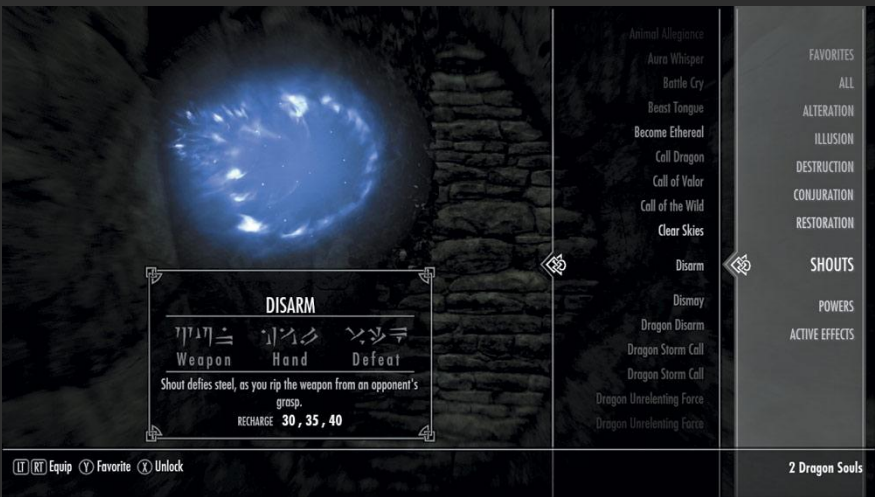 Animal Allegiance
Aura Whisper
Battle Cry
Beast Tongue
Become Ethereal
Call Dragon
Call of Valor
Call of the Wild
Clear Skies
Disarm
Dismay
Dragon Disarm
Dragon Storm Call
Dragon Storm Call
Dragon Unrelenting Force
Dragon Unrelenting Force
FAVORITES
ALL
ALTERATION
ILLUSION
DESTRUCTION
CONJURATION
RESTORATION
SHOUTS
POWERS
ACTIVE EFFECTS
DISARM
Weapon Hand Defeat
Shout defies steel, as you rip the weapon from an opponent's
grasp.
RECHARGE 30 , 35 , 40
LT RT Equip Y Favorite X Unlock
2 Dragon Souls